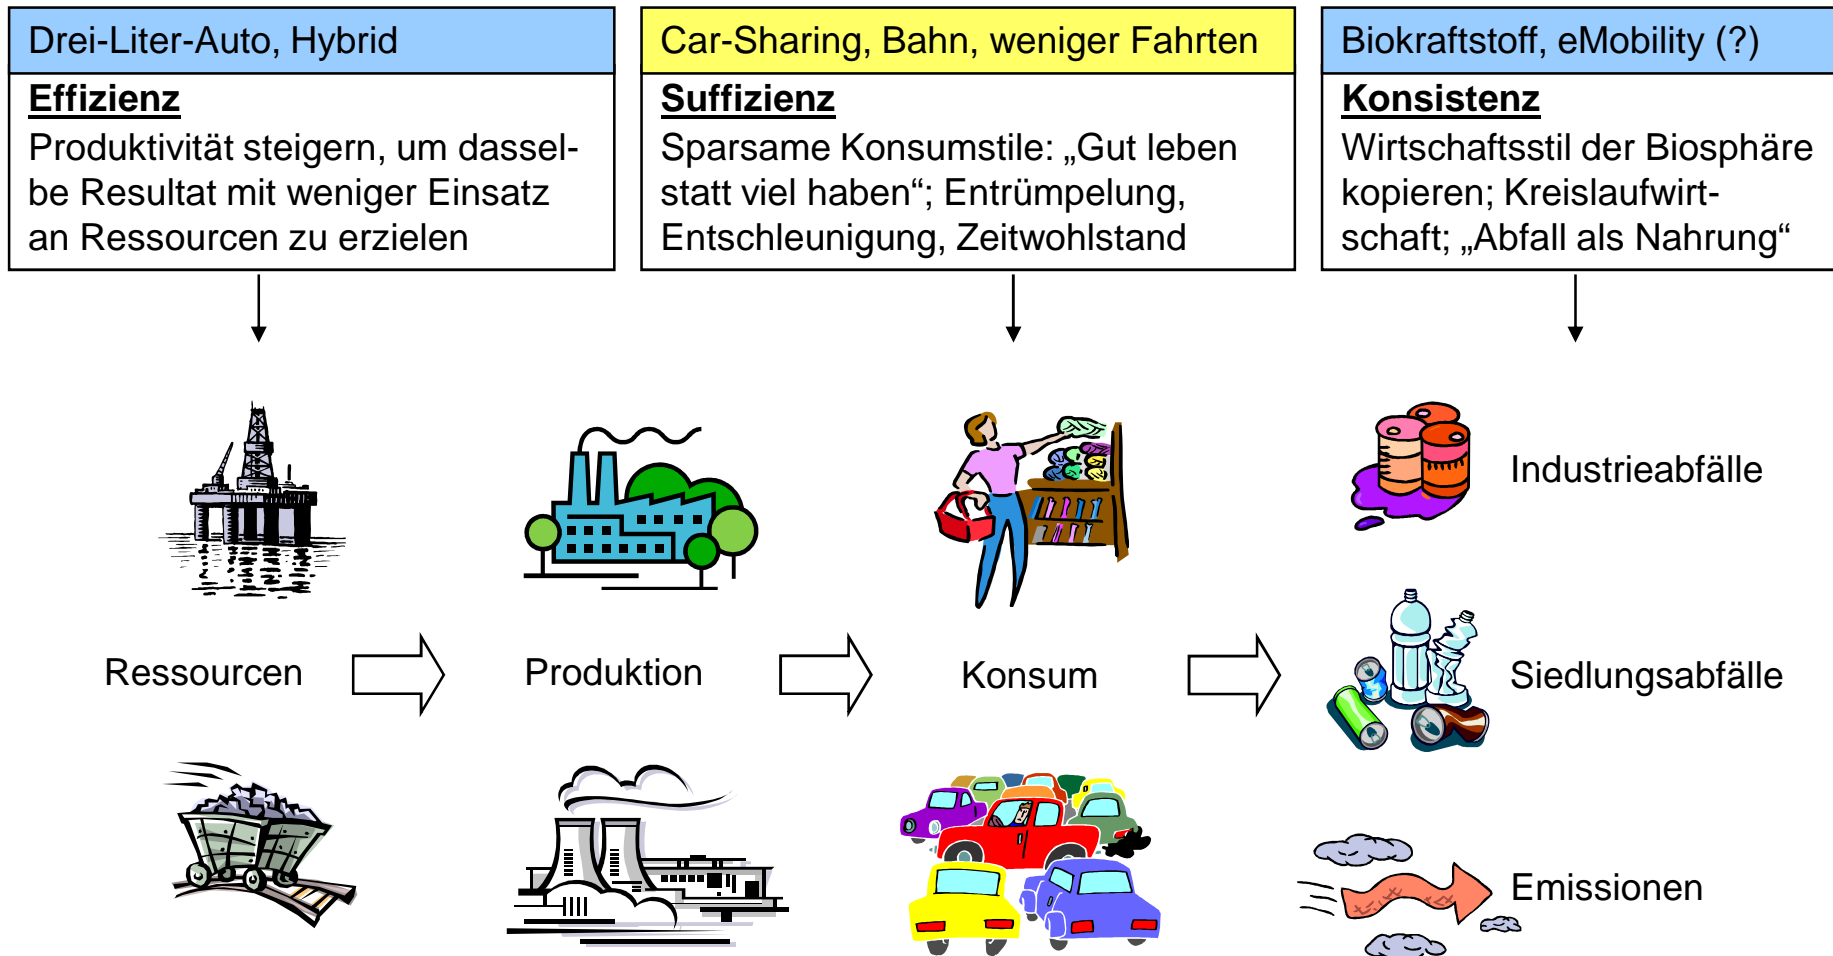 Drei-Liter-Auto, Hybrid
Effizienz
Produktivität steigern, um dassel-
be Resultat mit weniger Einsatz
an Ressourcen zu erzielen
Car-Sharing, Bahn, weniger Fahrten
Suffizienz
Sparsame Konsumstile: „Gut leben
statt viel haben“; Entrümpelung,
Entschleunigung, Zeitwohlstand
Biokraftstoff, eMobility (?)
Konsistenz
Wirtschaftsstil der Biosphäre
kopieren; Kreislaufwirt-
schaft; „Abfall als Nahrung“
Industrieabfälle
Ressourcen
Produktion
Konsum
Siedlungsabfälle
Emissionen